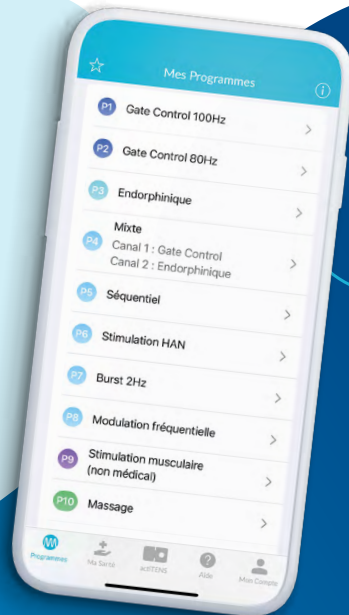 Mes Programmes
P1 Gate Control 100Hz
P2 Gate Control 80Hz
P3 Endorphinique
P4 Mixte
Canal 1 : Gate Control
Canal 2 : Endorphinique
P5 Séquentiel
P6 Stimulation HAN
P7 Burst 2Hz
P8 Modulation fréquentielle
P9 Stimulation musculaire
(non médical)
P10 Massage
Programmes Ma Santé actiTENS Aide Mon Compte